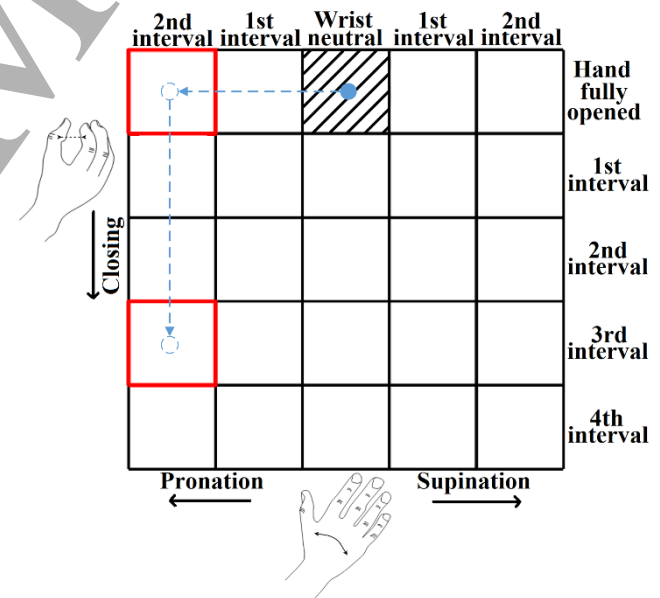 2nd interval
1st interval
Wrist neutral
1st interval
2nd interval
Hand fully opened
1st interval
2nd interval
3rd interval
4th interval
Closing
Pronation
Supination